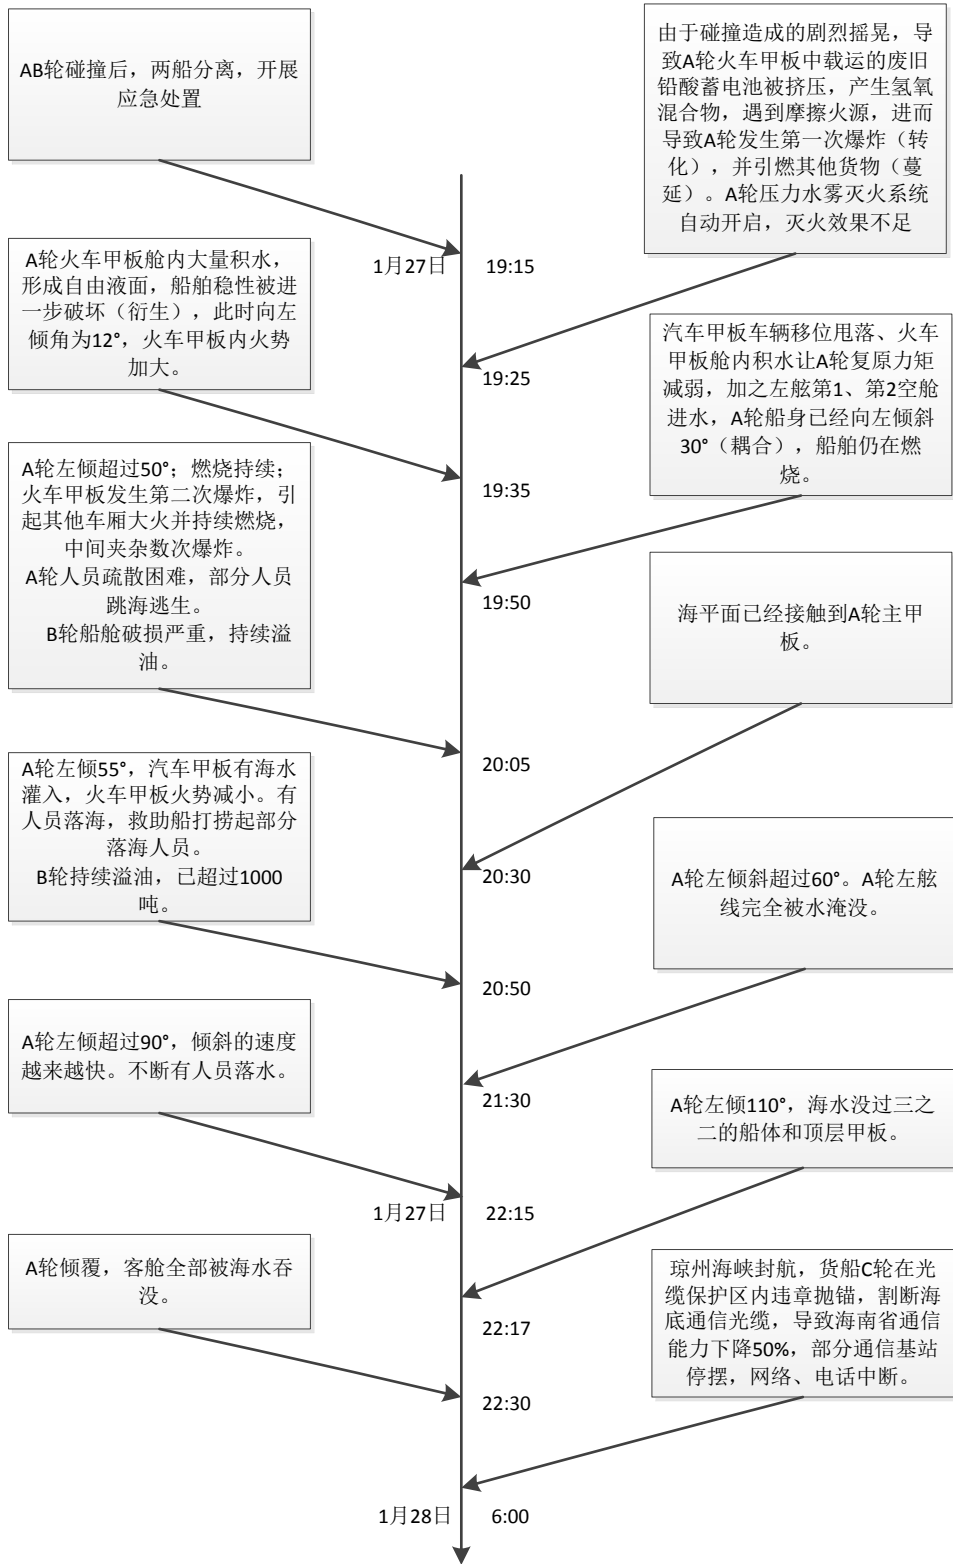 AB轮碰撞后，两船分离，开展
应急处置
由于碰撞造成的剧烈摇晃，导
致A轮火车甲板中载运的废旧
铅酸蓄电池被挤压，产生氢氧
混合物，遇到摩擦火源，进而
导致A轮发生第一次爆炸（转
化），并引燃其他货物（蔓
延）。A轮压力水雾灭火系统
自动开启，灭火效果不足
1月27日
19:15
A轮火车甲板舱内大量积水，
形成自由液面，船舶稳性被进
一步破坏（衍生），此时向左
倾角为12°，火车甲板内火势
加大。
19:25
汽车甲板车辆移位甩落、火车
甲板舱内积水让A轮复原力矩
减弱，加之左舷第1、第2空舱
进水，A轮船身已经向左倾斜
30°（耦合），船舶仍在燃
烧。
19:35
A轮左倾超过50°；燃烧持续；
火车甲板发生第二次爆炸，引
起其他车厢大火并持续燃烧，
中间夹杂数次爆炸。
A轮人员疏散困难，部分人员
跳海逃生。
B轮船舱破损严重，持续溢
油。
19:50
海平面已经接触到A轮主甲
板。
20:05
A轮左倾55°，汽车甲板有海水
灌入，火车甲板火势减小。有
人员落海，救助船打捞起部分
落海人员。
B轮持续溢油，已超过1000
吨。
20:30
A轮左倾斜超过60°。A轮左舷
线完全被水淹没。
20:50
A轮左倾超过90°，倾斜的速度
越来越快。不断有人员落水。
21:30
A轮左倾110°，海水没过三之
二的船体和顶层甲板。
1月27日
22:15
A轮倾覆，客舱全部被海水吞
没。
22:17
琼州海峡封航，货船C轮在光
缆保护区内违章抛锚，割断海
底通信光缆，导致海南省通信
能力下降50%，部分通信基站
停摆，网络、电话中断。
22:30
1月28日
6:00